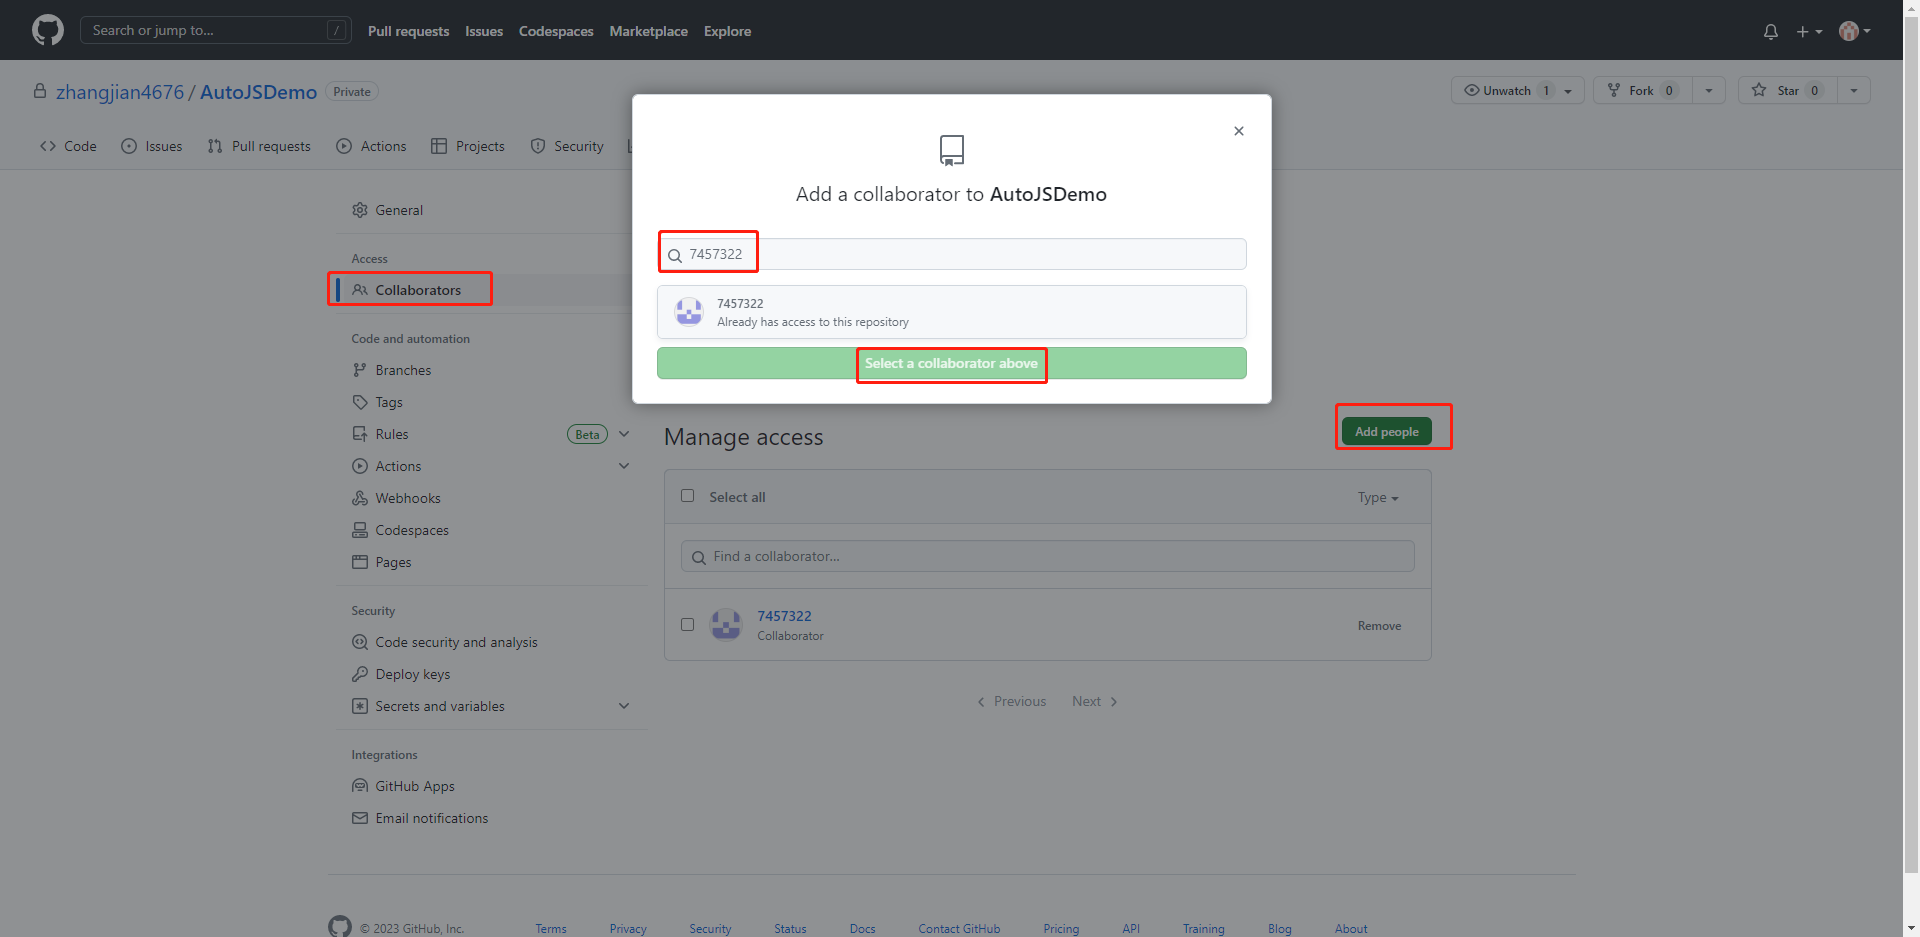 Search or jump to... /
Pull requests Issues Codespaces Marketplace Explore
zhangjian4676 / AutoJSDemo Private
Unwatch 1 Fork 0 Star 0
Code Issues Pull requests Actions Projects Security
Add a collaborator to AutoJSDemo
7457322
7457322
Already has access to this repository
Select a collaborator above
General
Access
Collaborators
Code and automation
Branches
Tags
Rules Beta
Actions
Webhooks
Codespaces
Pages
Security
Code security and analysis
Deploy keys
Secrets and variables
Integrations
GitHub Apps
Email notifications
Manage access
Add people
Select all Type
Find a collaborator...
7457322
Collaborator
Remove
Previous Next
© 2023 GitHub, Inc. Terms Privacy Security Status Docs Contact GitHub Pricing API Training Blog About